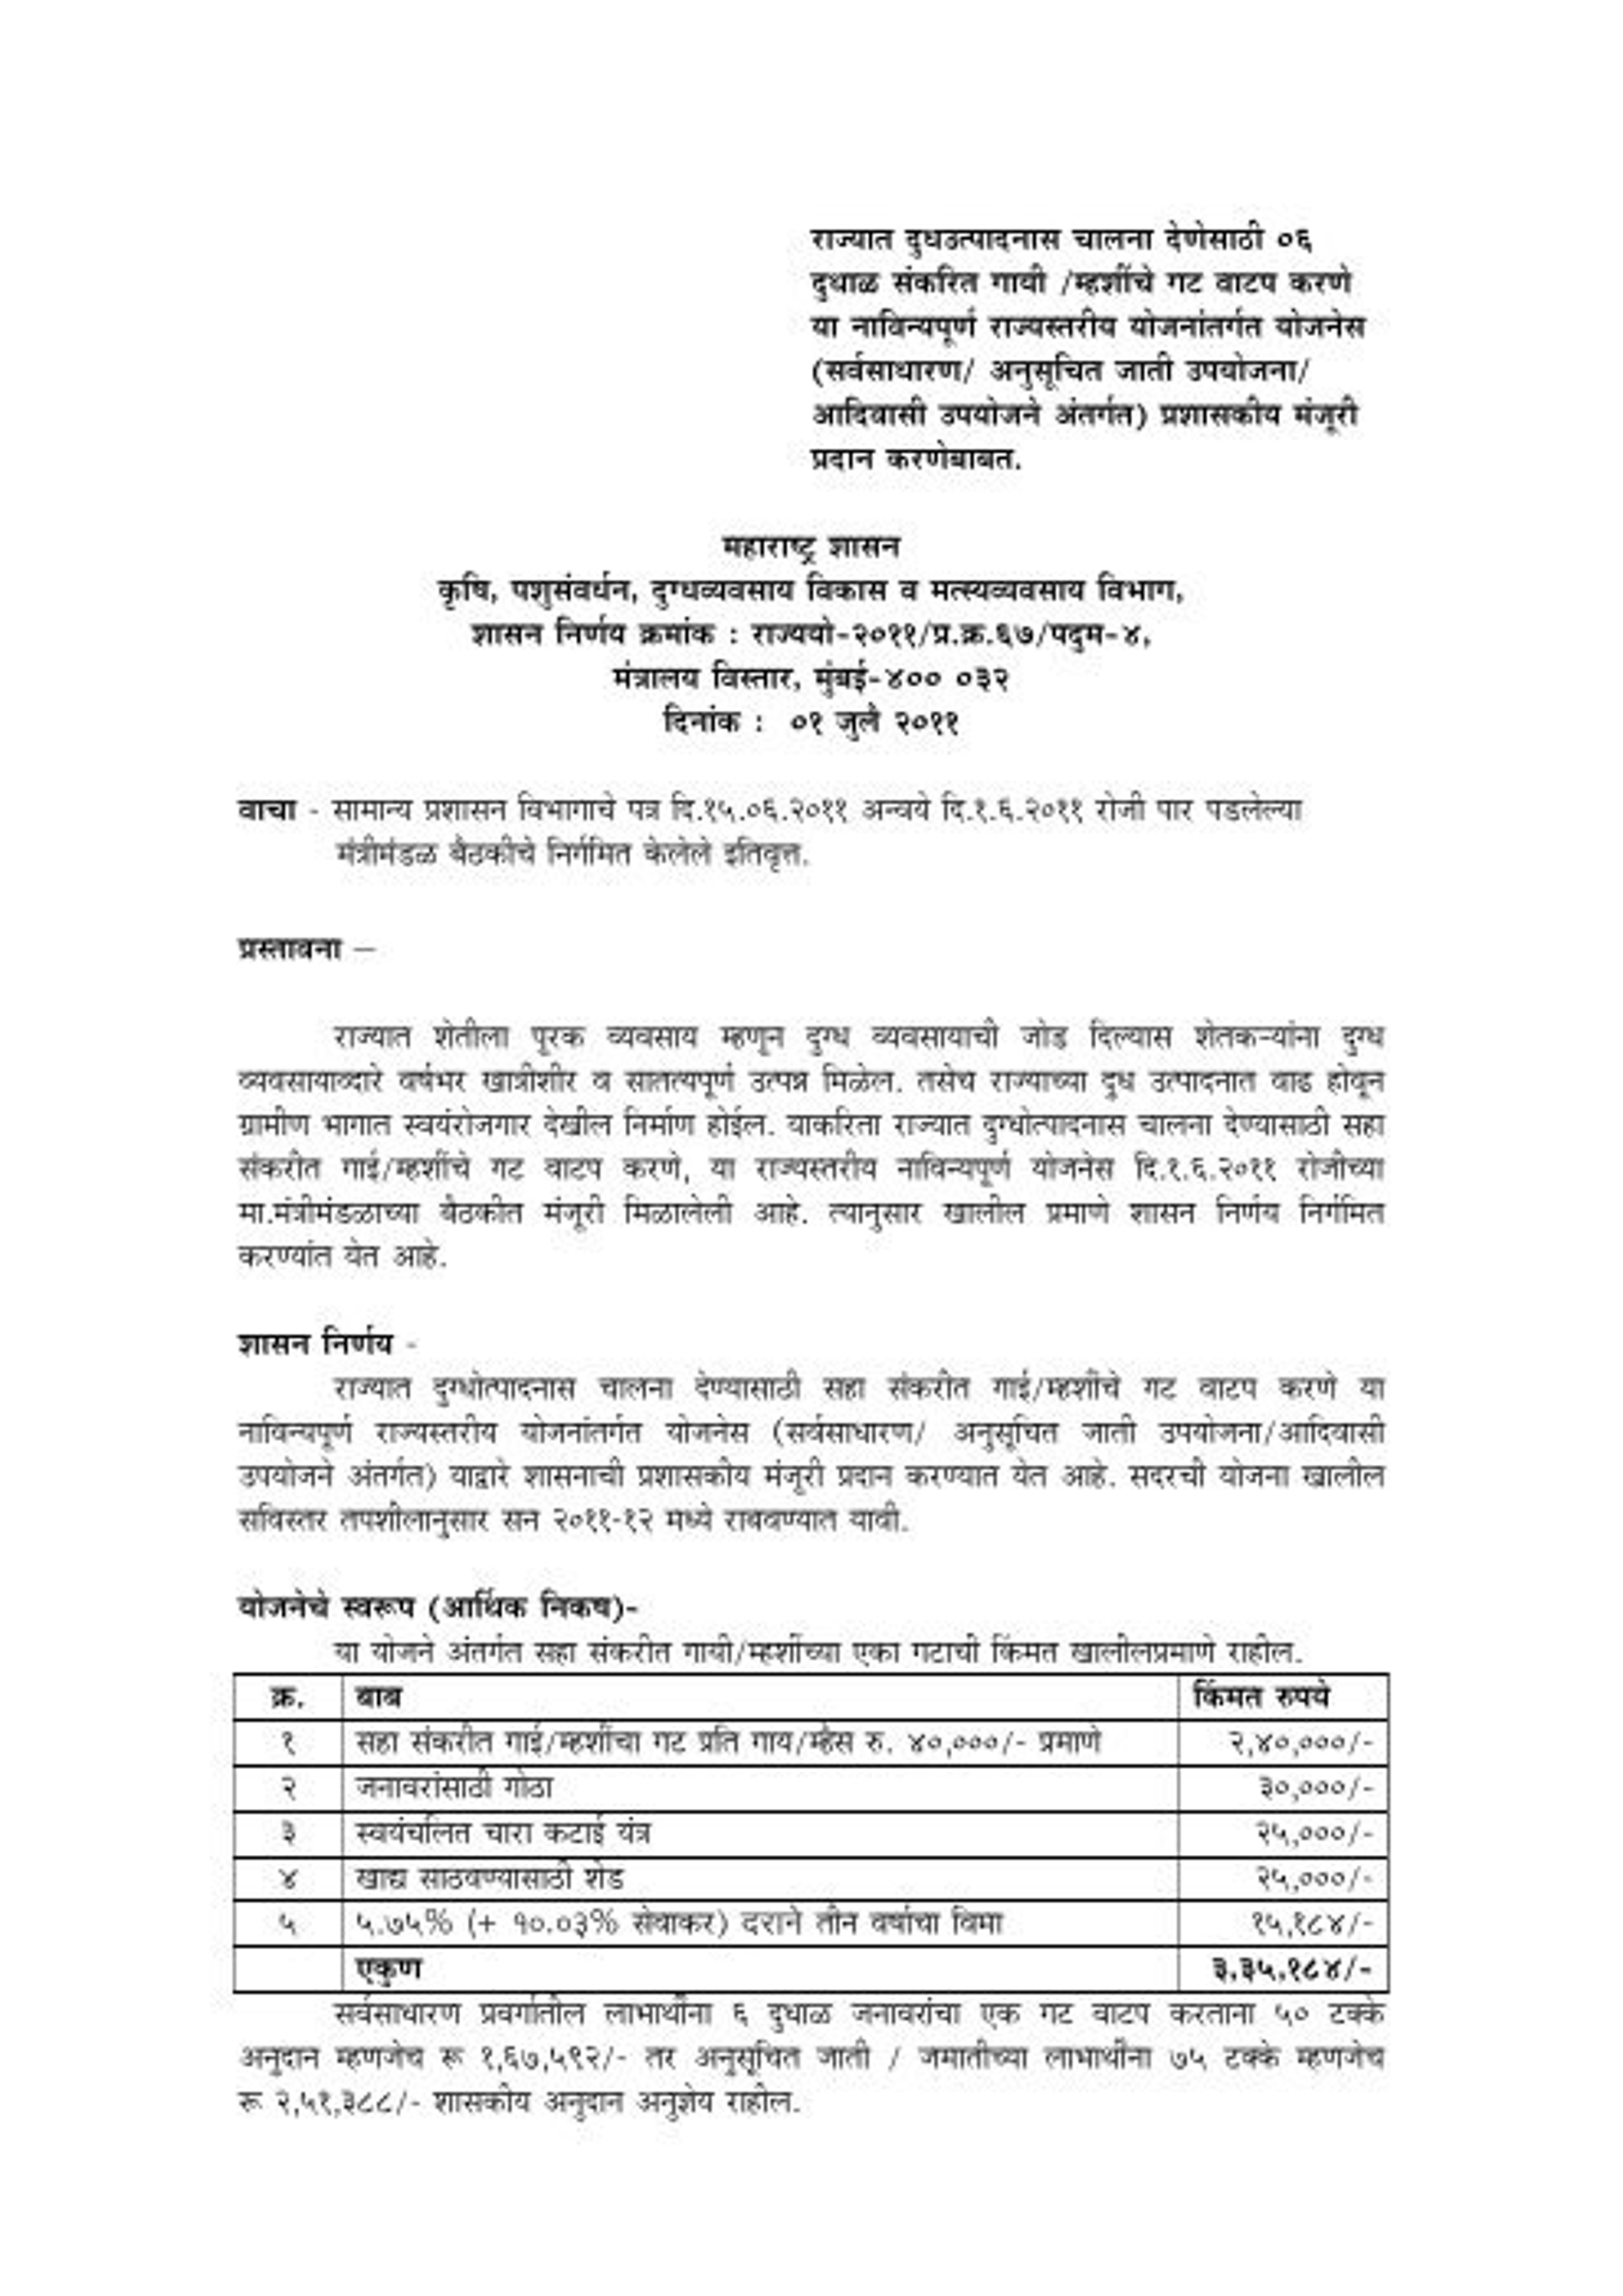 राज्यात दुधउत्पादनास चालना देणेसाठी ०६
दुधाळ संकरित गायी /म्हशींचे गट वाटप करणे
या नाविन्यपूर्ण राज्यस्तरीय योजनांतर्गत योजनेस
(सर्वसाधारण/ अनुसूचित जाती उपयोजना/
आदिवासी उपयोजने अंतर्गत) प्रशासकीय मंजूरी
प्रदान करणेबाबत.
महाराष्ट्र शासन
कृषि, पशुसंवर्धन, दुग्धव्यवसाय विकास व मत्स्यव्यवसाय विभाग,
शासन निर्णय क्रमांक : राज्ययो-२०११/प्र.क्र.६७/पदुम-४,
मंत्रालय विस्तार, मुंबई-४०० ०३२
दिनांक : ०१ जुलै २०११
वाचा - सामान्य प्रशासन विभागाचे पत्र दि.१५.०६.२०११ अन्वये दि.१.६.२०११ रोजी पार पडलेल्या
मंत्रीमंडळ बैठकीचे निर्गमित केलेले इतिवृत्त.
प्रस्तावना –
राज्यात शेतीला पूरक व्यवसाय म्हणून दुग्ध व्यवसायाची जोड दिल्यास शेतकऱ्यांना दुग्ध
व्यवसायाव्दारे वर्षभर खात्रीशीर व सातत्यपूर्ण उत्पन्न मिळेल. तसेच राज्याच्या दुध उत्पादनात वाढ होवून
ग्रामीण भागात स्वयंरोजगार देखील निर्माण होईल. याकरिता राज्यात दुग्धोत्पादनास चालना देण्यासाठी सहा
संकरीत गाई/म्हशींचे गट वाटप करणे, या राज्यस्तरीय नाविन्यपूर्ण योजनेस दि.१.६.२०११ रोजीच्या
मा.मंत्रीमंडळाच्या बैठकीत मंजूरी मिळालेली आहे. त्यानुसार खालील प्रमाणे शासन निर्णय निर्गमित
करण्यांत येत आहे.
शासन निर्णय -
राज्यात दुग्धोत्पादनास चालना देण्यासाठी सहा संकरीत गाई/म्हशींचे गट वाटप करणे या
नाविन्यपूर्ण राज्यस्तरीय योजनांतर्गत योजनेस (सर्वसाधारण/ अनुसूचित जाती उपयोजना/आदिवासी
उपयोजने अंतर्गत) याद्वारे शासनाची प्रशासकीय मंजूरी प्रदान करण्यात येत आहे. सदरची योजना खालील
सविस्तर तपशीलानुसार सन २०११-१२ मध्ये राबवण्यात यावी.
योजनेचे स्वरूप (आर्थिक निकष)-
या योजने अंतर्गत सहा संकरीत गायी/म्हशींच्या एका गटाची किंमत खालीलप्रमाणे राहील.
क्र. बाब किंमत रुपये
१ सहा संकरीत गाई/म्हशींचा गट प्रति गाय/म्हैस रु. ४०,०००/- प्रमाणे २,४०,०००/-
२ जनावरांसाठी गोठा ३०,०००/-
३ स्वयंचलित चारा कटाई यंत्र २५,०००/-
४ खाद्य साठवण्यासाठी शेड २५,०००/-
५ ५.७५% (+ १०.०३% सेवाकर) दराने तीन वर्षाचा विमा १५,१८४/-
एकुण ३,३५,१८४/-
सर्वसाधारण प्रवर्गातील लाभार्थींना ६ दुधाळ जनावरांचा एक गट वाटप करताना ५० टक्के
अनुदान म्हणजेच रू १,६७,५९२/- तर अनुसूचित जाती / जमातीच्या लाभार्थींना ७५ टक्के म्हणजेच
रू २,५१,३८८/- शासकीय अनुदान अनुज्ञेय राहील.